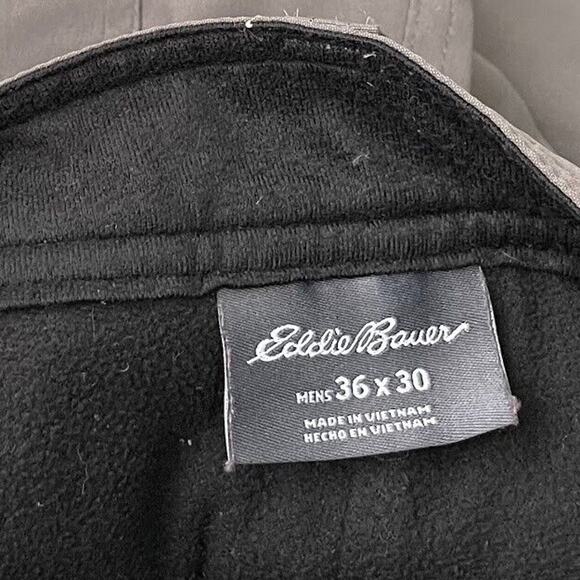 Eddie Bauer
MENS 36 x 30
MADE IN VIETNAM
HECHO EN VIETNAM